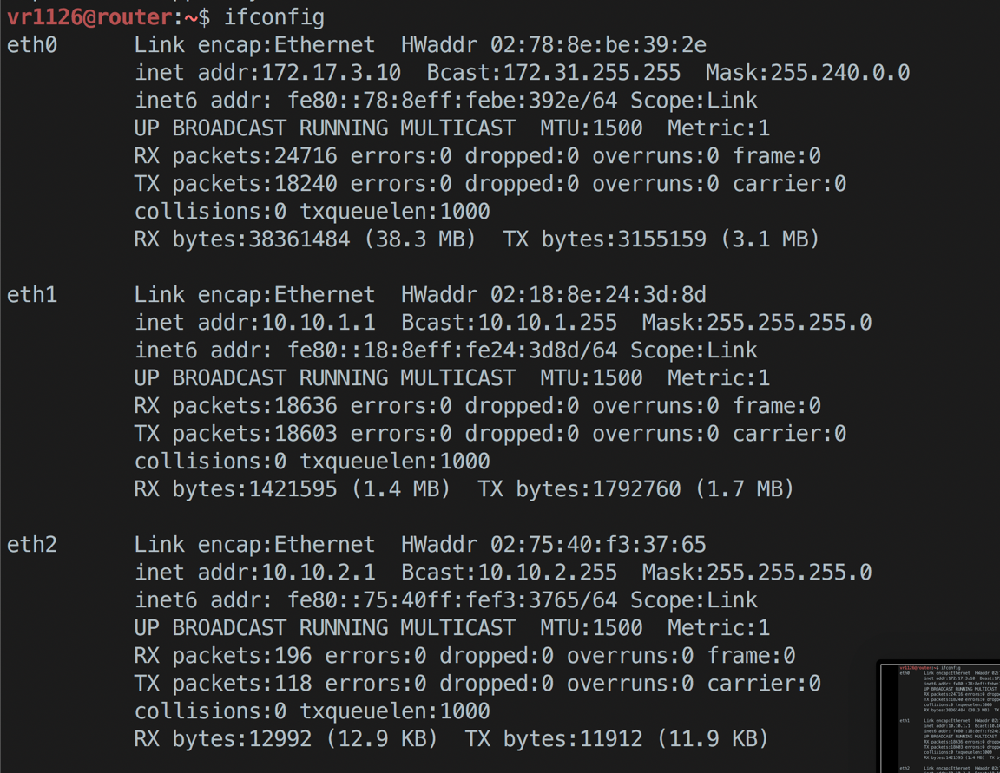 vr1126@router:~$ ifconfig
eth0      Link encap:Ethernet  HWaddr 02:78:8e:be:39:2e
          inet addr:172.17.3.10  Bcast:172.31.255.255  Mask:255.240.0.0
          inet6 addr: fe80::78:8eff:febe:392e/64 Scope:Link
          UP BROADCAST RUNNING MULTICAST  MTU:1500  Metric:1
          RX packets:24716 errors:0 dropped:0 overruns:0 frame:0
          TX packets:18240 errors:0 dropped:0 overruns:0 carrier:0
          collisions:0 txqueuelen:1000
          RX bytes:38361484 (38.3 MB)  TX bytes:3155159 (3.1 MB)

eth1      Link encap:Ethernet  HWaddr 02:18:8e:24:3d:8d
          inet addr:10.10.1.1  Bcast:10.10.1.255  Mask:255.255.255.0
          inet6 addr: fe80::18:8eff:fe24:3d8d/64 Scope:Link
          UP BROADCAST RUNNING MULTICAST  MTU:1500  Metric:1
          RX packets:18636 errors:0 dropped:0 overruns:0 frame:0
          TX packets:18603 errors:0 dropped:0 overruns:0 carrier:0
          collisions:0 txqueuelen:1000
          RX bytes:1421595 (1.4 MB)  TX bytes:1792760 (1.7 MB)

eth2      Link encap:Ethernet  HWaddr 02:75:40:f3:37:65
          inet addr:10.10.2.1  Bcast:10.10.2.255  Mask:255.255.255.0
          inet6 addr: fe80::75:40ff:fef3:3765/64 Scope:Link
          UP BROADCAST RUNNING MULTICAST  MTU:1500  Metric:1
          RX packets:196 errors:0 dropped:0 overruns:0 frame:0
          TX packets:118 errors:0 dropped:0 overruns:0 carrier:0
          collisions:0 txqueuelen:1000
          RX bytes:12992 (12.9 KB)  TX bytes:11912 (11.9 KB)